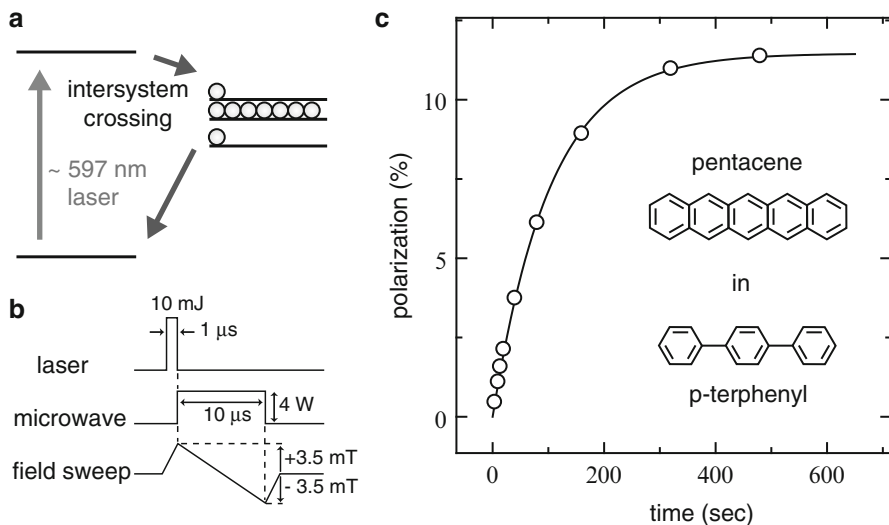 a
intersystem
crossing
~ 597 nm
laser
b
10 mJ
1 μs
laser
microwave
10 μs
4 W
field sweep
+3.5 mT
- 3.5 mT
c
polarization (%)
10
5
0
0
200
400
600
time (sec)
pentacene
in
p-terphenyl